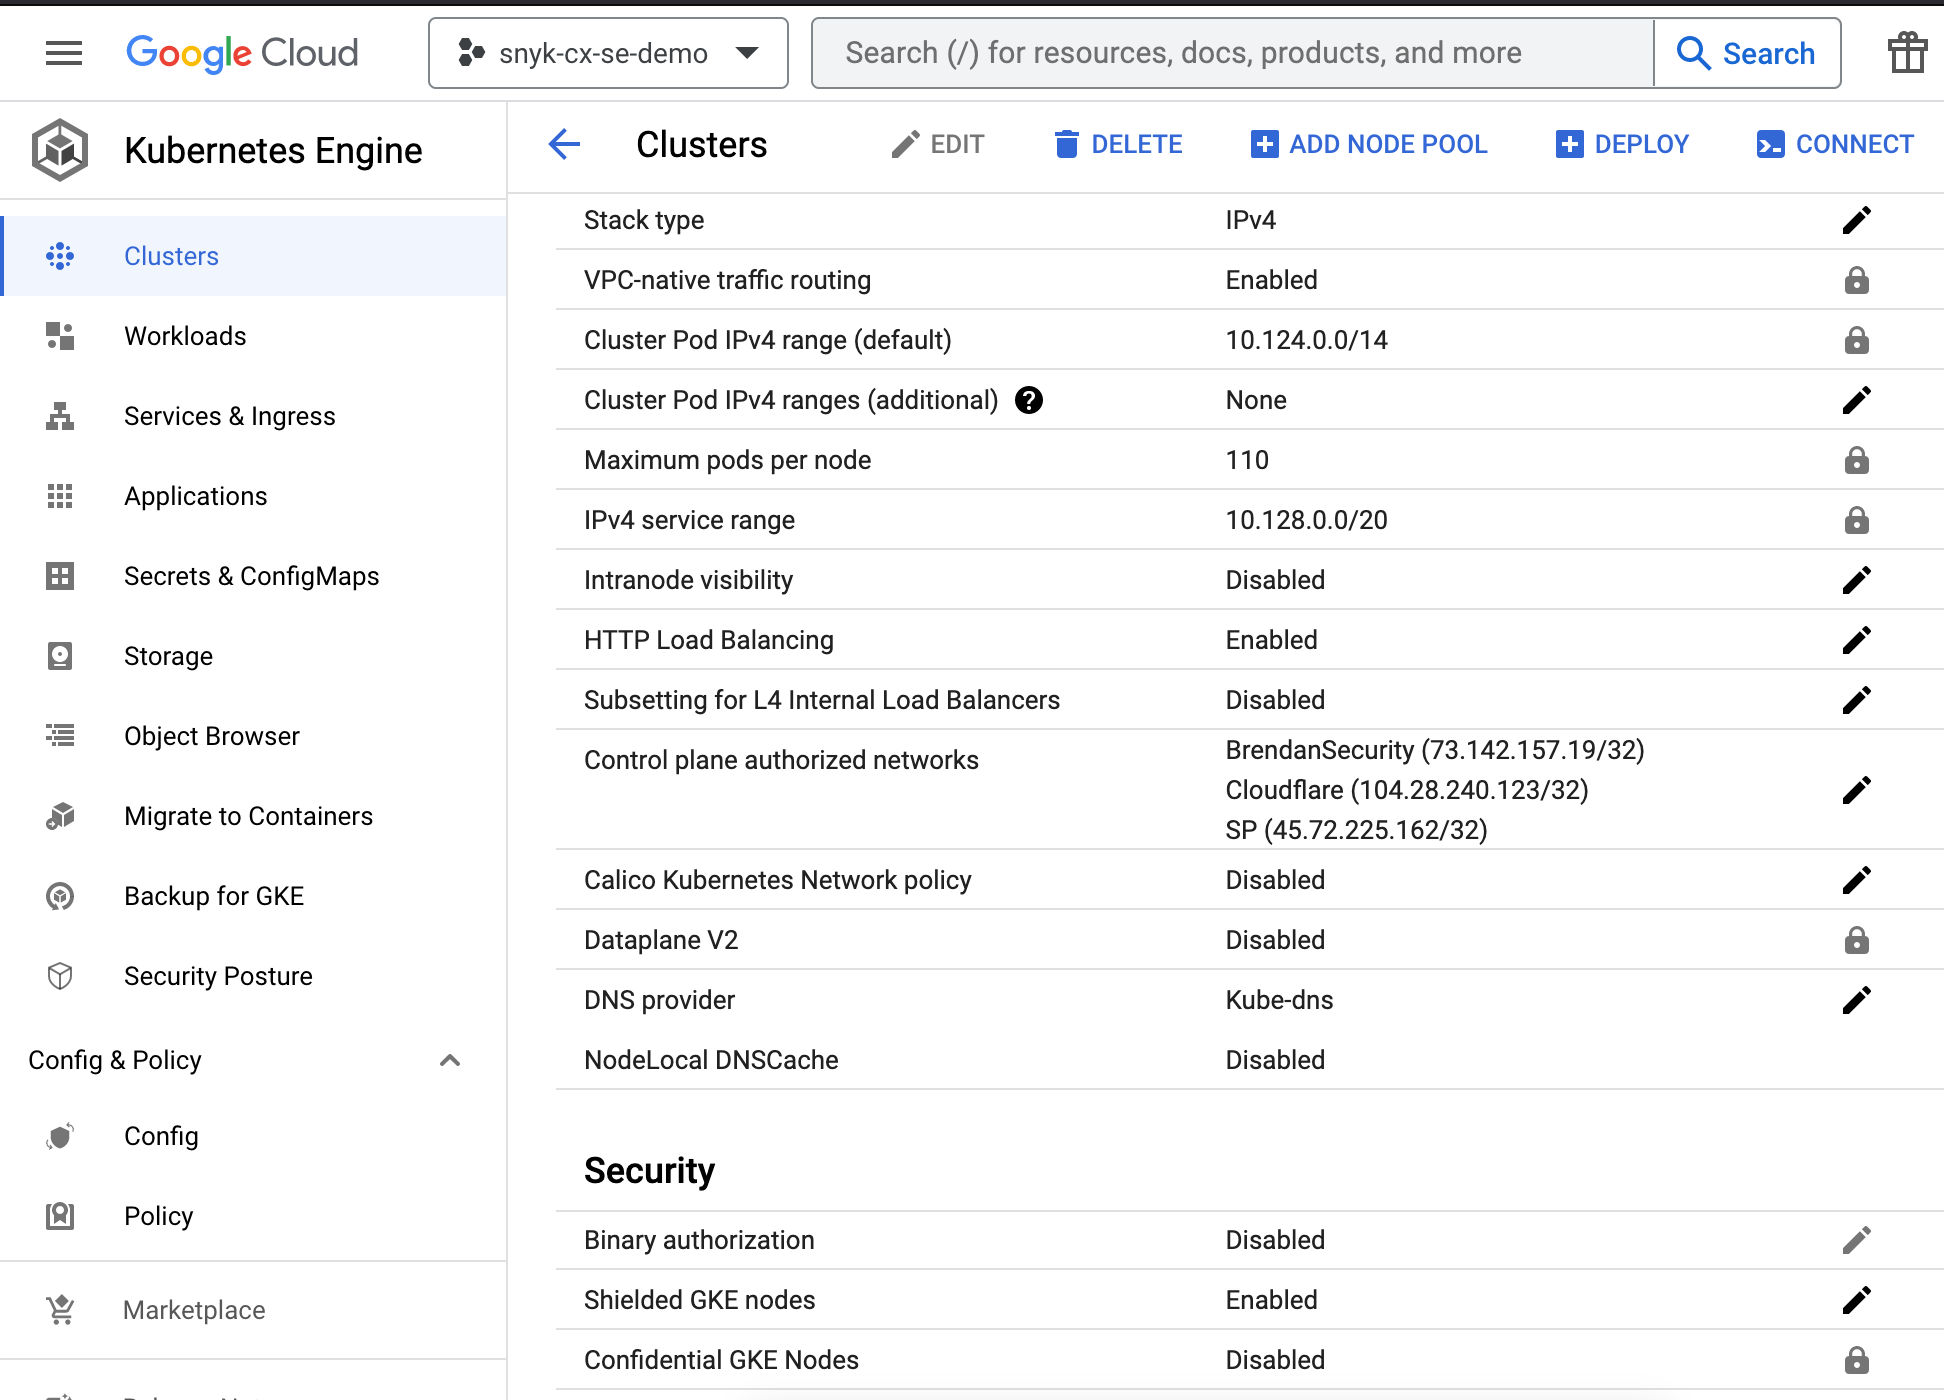 Google Cloud
snyk-cx-se-demo
Search (/) for resources, docs, products, and more
Search
Kubernetes Engine
Clusters
Workloads
Services & Ingress
Applications
Secrets & ConfigMaps
Storage
Object Browser
Migrate to Containers
Backup for GKE
Security Posture
Config & Policy
Config
Policy
Marketplace
Clusters
EDIT
DELETE
ADD NODE POOL
DEPLOY
CONNECT
Stack type IPv4
VPC-native traffic routing Enabled
Cluster Pod IPv4 range (default) 10.124.0.0/14
Cluster Pod IPv4 ranges (additional) None
Maximum pods per node 110
IPv4 service range 10.128.0.0/20
Intranode visibility Disabled
HTTP Load Balancing Enabled
Subsetting for L4 Internal Load Balancers Disabled
Control plane authorized networks BrendanSecurity (73.142.157.19/32)
Cloudflare (104.28.240.123/32)
SP (45.72.225.162/32)
Calico Kubernetes Network policy Disabled
Dataplane V2 Disabled
DNS provider Kube-dns
NodeLocal DNSCache Disabled
Security
Binary authorization Disabled
Shielded GKE nodes Enabled
Confidential GKE Nodes Disabled